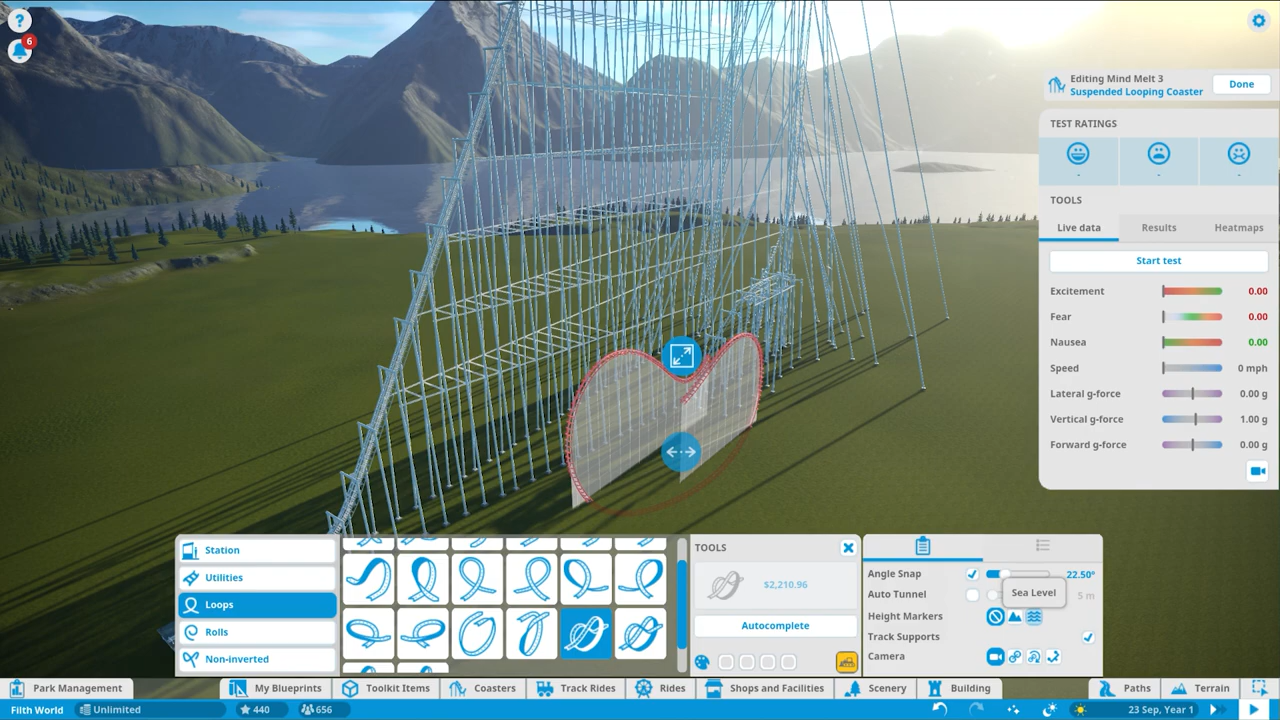 ?
6
Editing Mind Melt 3
Suspended Looping Coaster
Done
TEST RATINGS
-
-
-
TOOLS
Live data
Results
Heatmaps
Start test
Excitement
0.00
Fear
0.00
Nausea
0.00
Speed
0 mph
Lateral g-force
0.00 g
Vertical g-force
1.00 g
Forward g-force
0.00 g
Station
Utilities
Loops
Rolls
Non-inverted
TOOLS
$2,210.96
Autocomplete
Angle Snap
22.50°
Auto Tunnel
5 m
Sea Level
Height Markers
Track Supports
Camera
Park Management
My Blueprints
Toolkit Items
Coasters
Track Rides
Rides
Shops and Facilities
Scenery
Building
Paths
Terrain
Filth World
Unlimited
440
656
23 Sep, Year 1